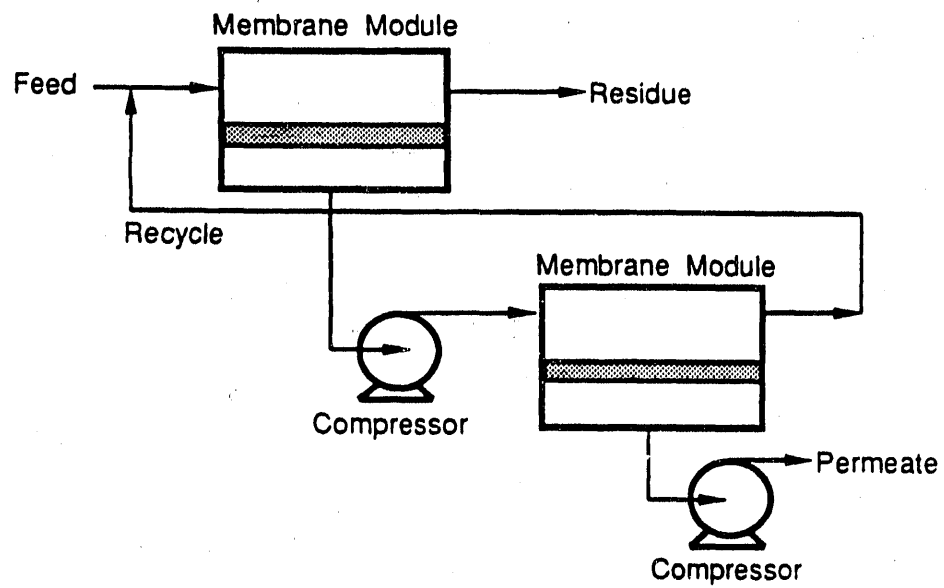 Membrane Module
Feed
Residue
Recycle
Membrane Module
Compressor
Permeate
Compressor